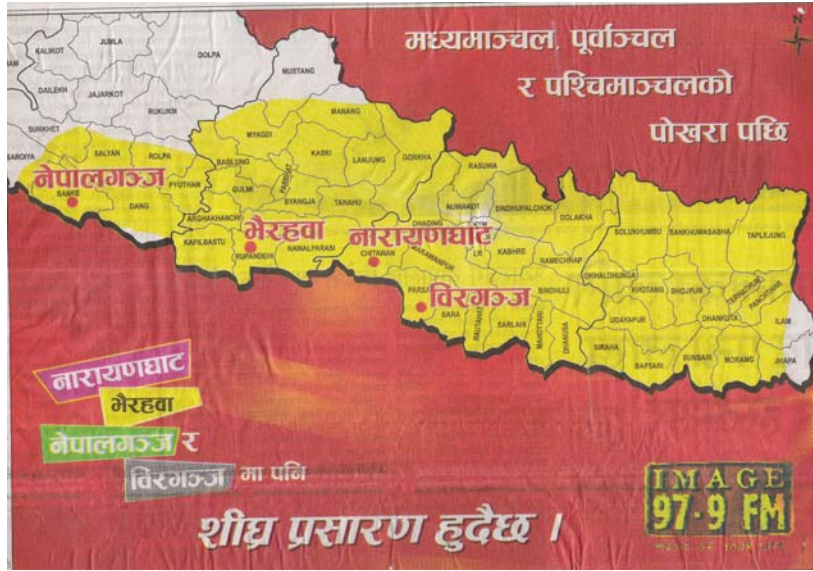 मध्यमाञ्चल, पूर्वाञ्चल
र पश्चिमाञ्चलको
पोखरा पछि
N
JUMLA
KALIKOT
DOLPA
MUSTANG
DAILEKH
JAJARKOT
RUKUM
SURKHET
MANANG
MYAGDI
SALYAN
ROLPA
BAGLUNG
KASKI
LAMJUNG
GORKHA
RASUWA
नेपालगञ्ज
BANKE
PYUTHAN
GULMI
PARBAT
NUWAKOT
SINDHUPALCHOK
DANG
SYANGJA
TANAHU
DOLAKHA
ARGHAKHANCHI
DHADING
SOLUKHUMBU
SANKHUWASABHA
TAPLEJUNG
भैरहवा
नारायणघाट
KAPILBASTU
RUPANDEHI
NAWALPARASI
CHITAWAN
MAKAWANPUR
KABHRE
RAMECHHAP
OKHALDHUNGA
KHOTANG
BHOJPUR
PANCHTHAR
PARSA
विरगञ्ज
SINDHULI
BARA
RAUTAHAT
SARLAHI
MAHOTTARI
DHANUSA
UDAYAPUR
DHANKUTA
ILAM
SIRAHA
SAPTARI
SUNSARI
MORANG
JHAPA
नारायणघाट
भैरहवा
नेपालगञ्ज र
विरगञ्ज मा पनि
शीघ्र प्रसारण हुदैछ ।
IMAGE
97.9 FM